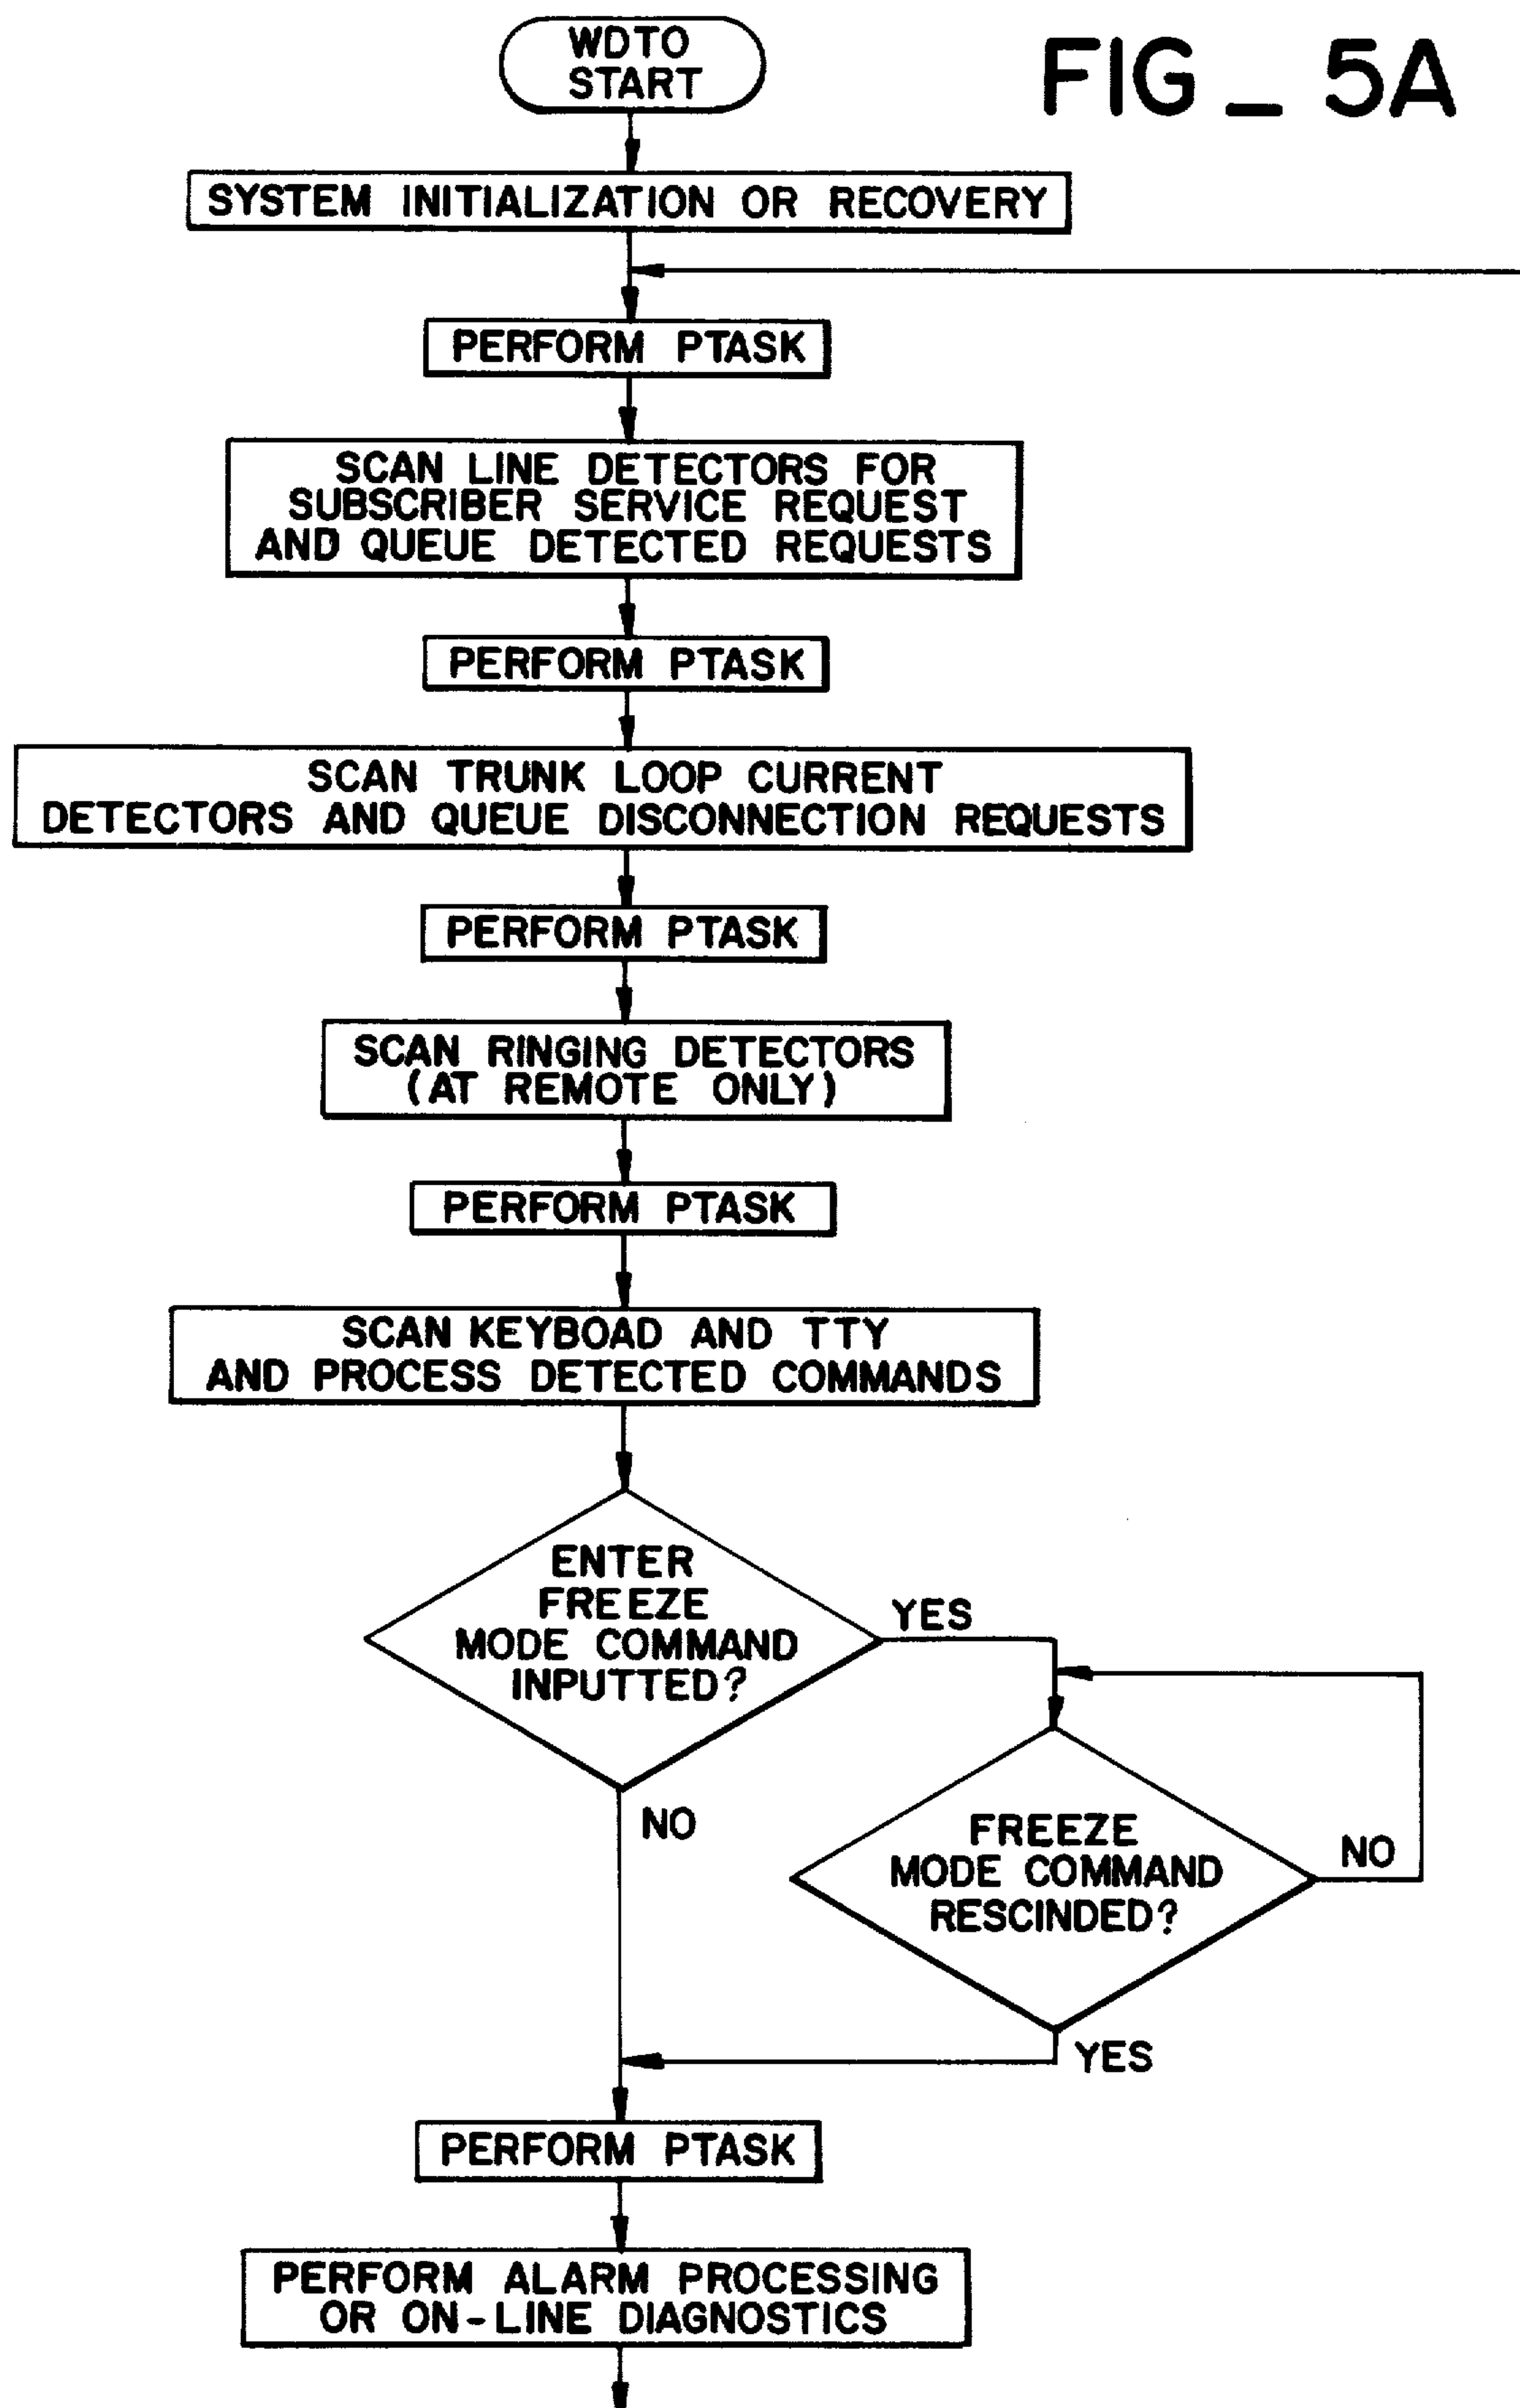 WDTO
START
FIG _ 5A
SYSTEM INITIALIZATION OR RECOVERY
PERFORM PTASK
SCAN LINE DETECTORS FOR
SUBSCRIBER SERVICE REQUEST
AND QUEUE DETECTED REQUESTS
PERFORM PTASK
SCAN TRUNK LOOP CURRENT
DETECTORS AND QUEUE DISCONNECTION REQUESTS
PERFORM PTASK
SCAN RINGING DETECTORS
(AT REMOTE ONLY)
PERFORM PTASK
SCAN KEYBOAD AND TTY
AND PROCESS DETECTED COMMANDS
ENTER
FREEZE
MODE COMMAND
INPUTTED?
YES
NO
FREEZE
MODE COMMAND
RESCINDED?
NO
YES
PERFORM PTASK
PERFORM ALARM PROCESSING
OR ON-LINE DIAGNOSTICS